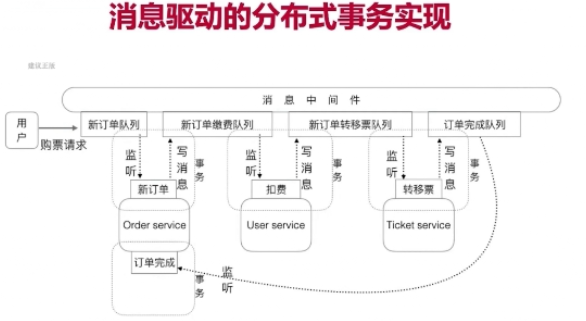 消息驱动的分布式事务实现
消息中间件
用户
购票请求
新订单队列
新订单缴费队列
新订单转移票队列
订单完成队列
监听
写消息
事务
新订单
Order service
监听
写消息
事务
扣费
User service
监听
写消息
事务
转移票
Ticket service
订单完成
事务
监听